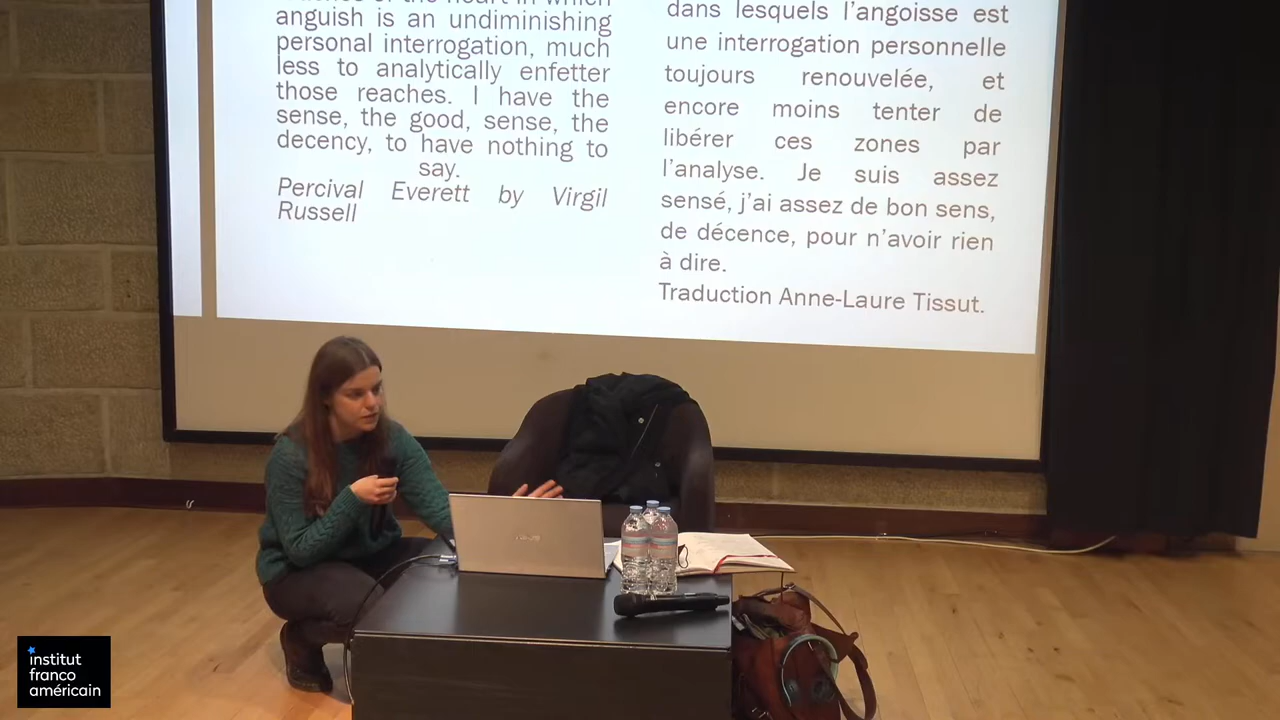 anguish is an undiminishing
personal interrogation, much
less to analytically enfetter
those reaches. I have the
sense, the good, sense, the
decency, to have nothing to
say.
Percival Everett by Virgil
Russell
dans lesquels l'angoisse est
une interrogation personnelle
toujours renouvelée, et
encore moins tenter de
libérer ces zones par
l'analyse. Je suis assez
sensé, j'ai assez de bon sens,
de décence, pour n'avoir rien
à dire.
Traduction Anne-Laure Tissut.
institut
franco
américain